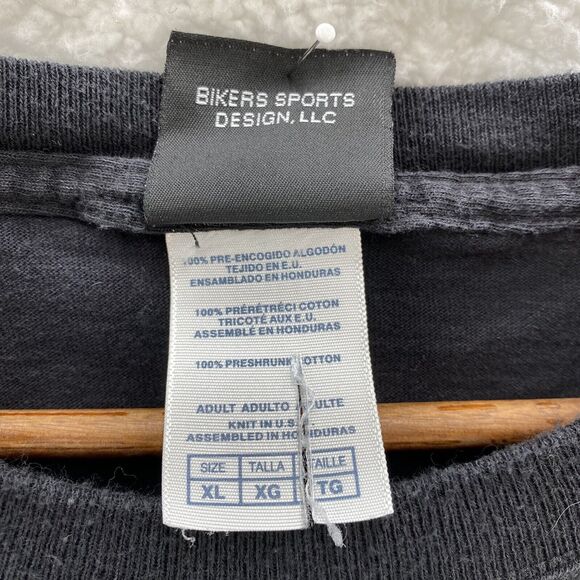 BIKERS SPORTS
DESIGN, LLC
100% PRE-ENCOGIDO ALGODÓN
TEJIDO EN E.U.
ENSAMBLADO EN HONDURAS
100% PRÉRÉTRÉCI COTON
TRICOTÉ AUX E.U.
ASSEMBLÉ EN HONDURAS
100% PRESHRUNK COTTON
ADULT ADULTO
KNIT IN U.S.
ASSEMBLED IN HONDURAS
SIZE TALLA TAILLE
XL XG TG